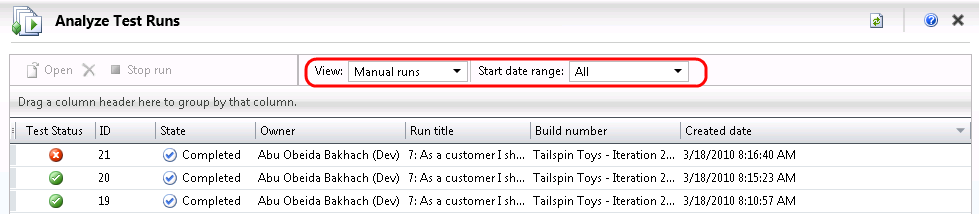 Analyze Test Runs
Open Stop run View: Manual runs Start date range: All
Drag a column header here to group by that column.
Test Status ID State Owner Run title Build number Created date
21 Completed Abu Obeida Bakhach (Dev) 7: As a customer I sh... Tailspin Toys - Iteration 2... 3/18/2010 8:16:40 AM
20 Completed Abu Obeida Bakhach (Dev) 7: As a customer I sh... Tailspin Toys - Iteration 2... 3/18/2010 8:15:23 AM
19 Completed Abu Obeida Bakhach (Dev) 7: As a customer I sh... Tailspin Toys - Iteration 2... 3/18/2010 8:10:57 AM